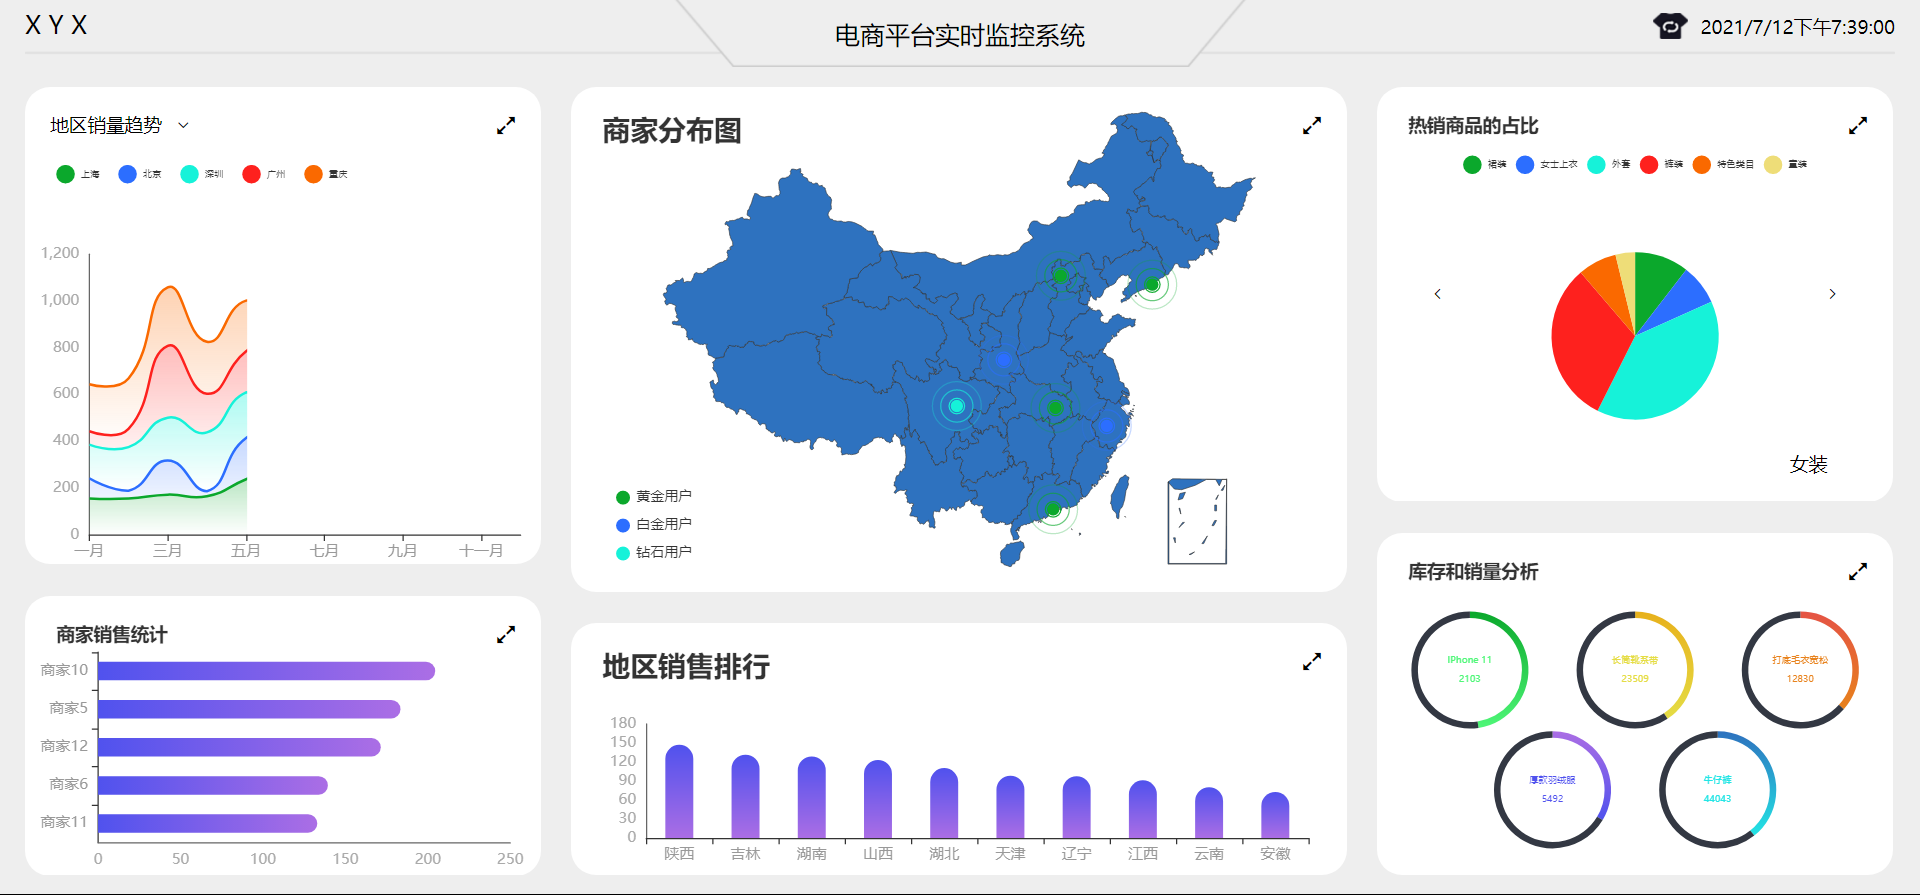 X Y X
电商平台实时监控系统
2021/7/12下午7:39:00
地区销量趋势
上海 北京 深圳 广州 重庆
1,200
1,000
800
600
400
200
0
一月 三月 五月 七月 九月 十一月
商家销售统计
商家10
商家5
商家12
商家6
商家11
0 50 100 150 200 250
商家分布图
黄金用户
白金用户
钻石用户
地区销售排行
180
150
120
90
60
30
0
陕西 吉林 湖南 山西 湖北 天津 辽宁 江西 云南 安徽
热销商品的占比
裙装 女士上衣 外套 裤装 特色类目 童装
女装
库存和销量分析
IPhone 11
2103
长筒靴系带
23509
打底毛衣宽松
12830
厚款羽绒服
5492
牛仔裤
44043